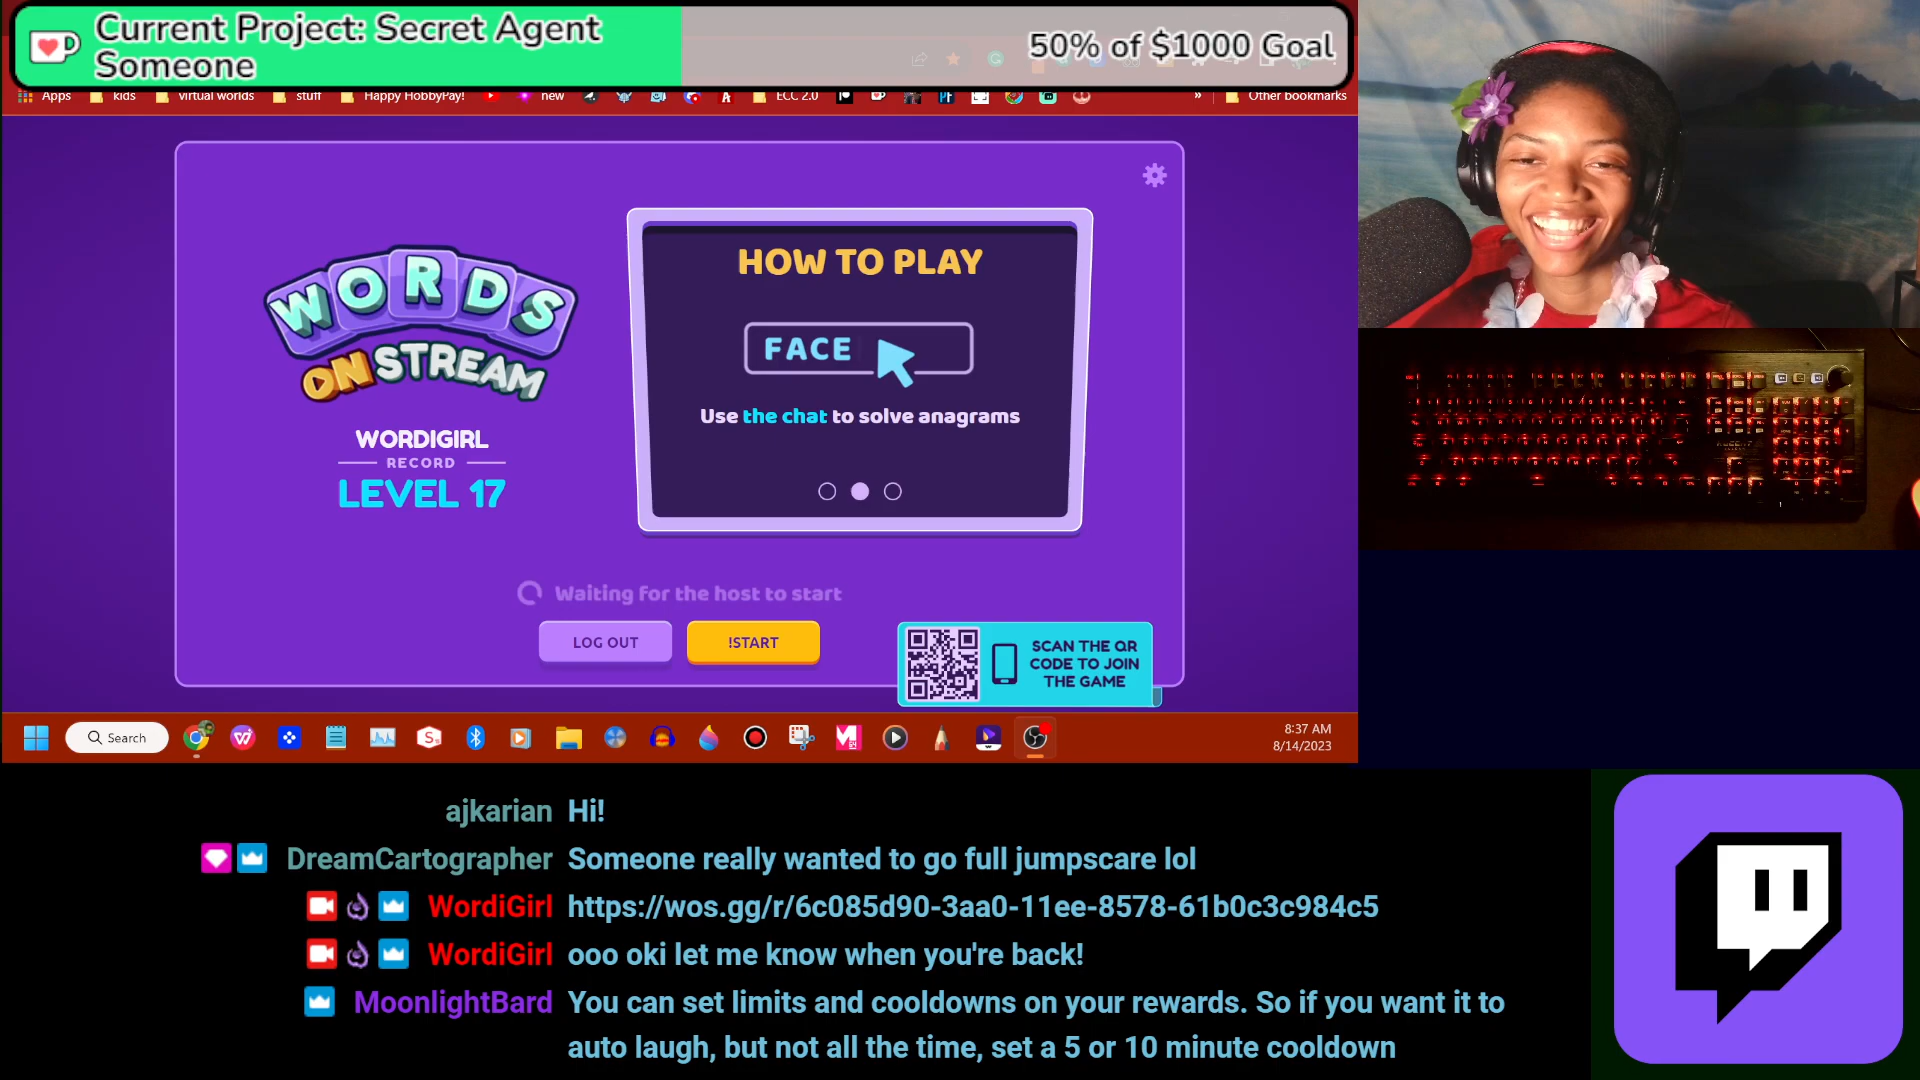 Current Project: Secret Agent
Someone
50% of $1000 Goal
Apps
kids
virtual worlds
stuff
Happy HobbyPay!
new
ECC 2.0
»
Other bookmarks
WORDS
ON STREAM
WORDIGIRL
RECORD
LEVEL 17
HOW TO PLAY
FACE
Use the chat to solve anagrams
Waiting for the host to start
LOG OUT
!START
SCAN THE QR
CODE TO JOIN
THE GAME
Search
8:37 AM
8/14/2023
ajkarian Hi!
DreamCartographer Someone really wanted to go full jumpscare lol
WordiGirl https://wos.gg/r/6c085d90-3aa0-11ee-8578-61b0c3c984c5
WordiGirl ooo oki let me know when you're back!
MoonlightBard You can set limits and cooldowns on your rewards. So if you want it to
auto laugh, but not all the time, set a 5 or 10 minute cooldown